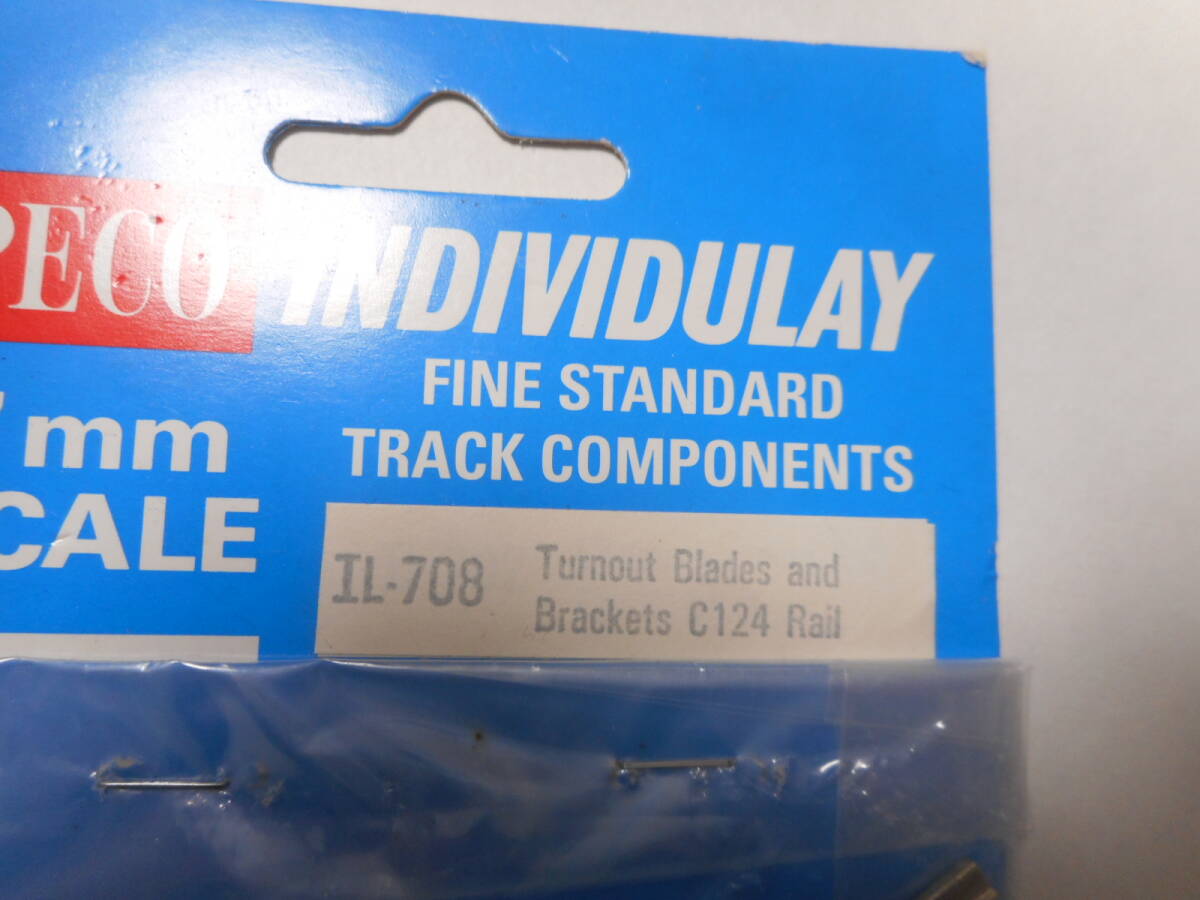 PECO
INDIVIDULAY
FINE STANDARD
TRACK COMPONENTS
mm
CALE
IL-708
Turnout Blades and
Brackets C124 Rail